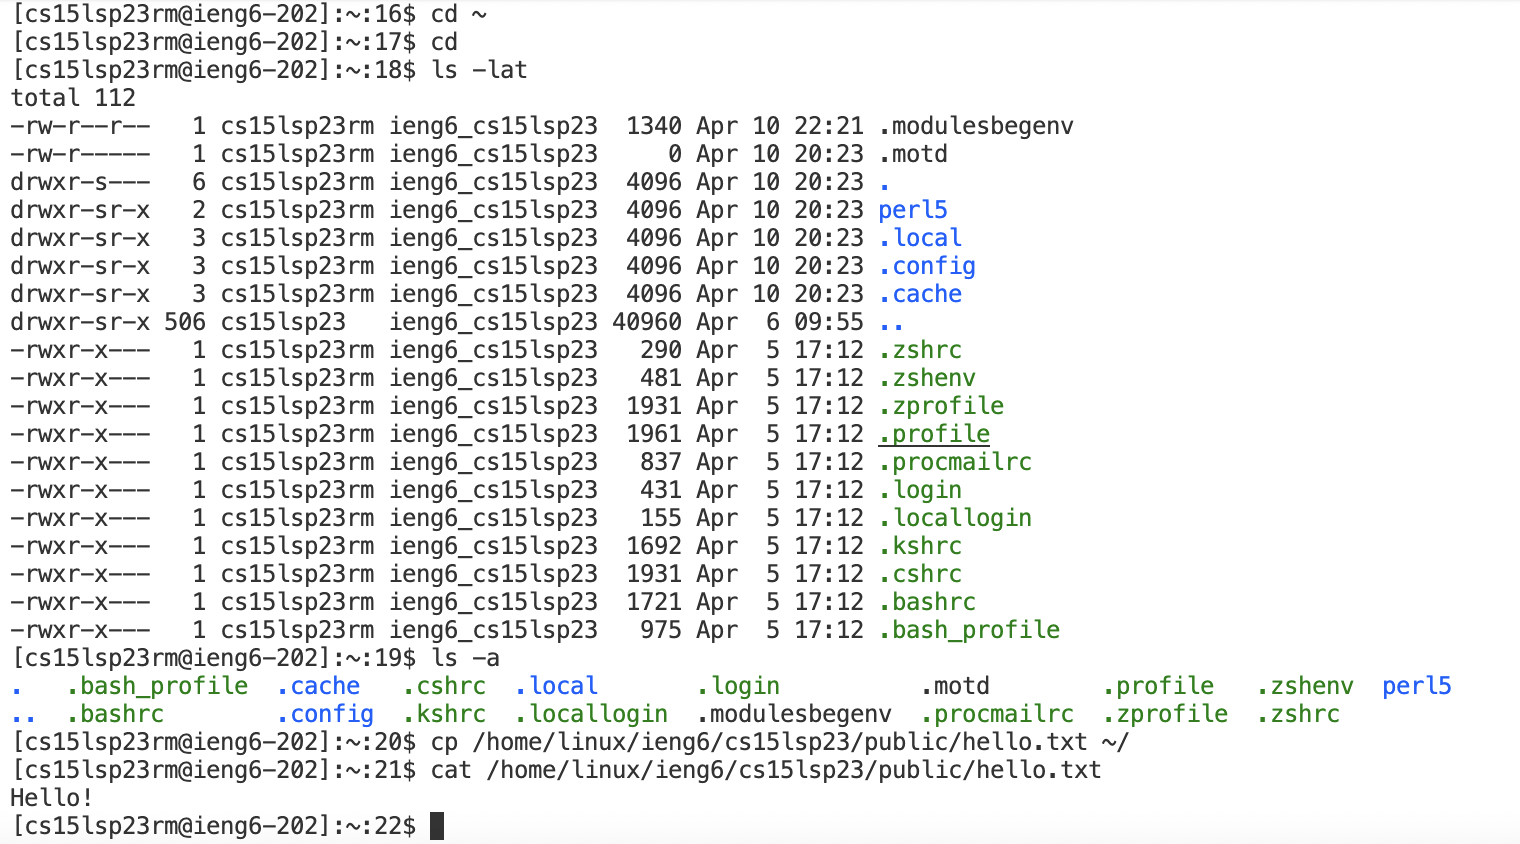 [cs15lsp23rm@ieng6-202]:~:16$ cd ~
[cs15lsp23rm@ieng6-202]:~:17$ cd
[cs15lsp23rm@ieng6-202]:~:18$ ls -lat
total 112
-rw-r--r--   1 cs15lsp23rm ieng6_cs15lsp23  1340 Apr 10 22:21 .modulesbegenv
-rw-r-----   1 cs15lsp23rm ieng6_cs15lsp23     0 Apr 10 20:23 .motd
drwxr-s---   6 cs15lsp23rm ieng6_cs15lsp23  4096 Apr 10 20:23 .
drwxr-sr-x   2 cs15lsp23rm ieng6_cs15lsp23  4096 Apr 10 20:23 perl5
drwxr-sr-x   3 cs15lsp23rm ieng6_cs15lsp23  4096 Apr 10 20:23 .local
drwxr-sr-x   3 cs15lsp23rm ieng6_cs15lsp23  4096 Apr 10 20:23 .config
drwxr-sr-x   3 cs15lsp23rm ieng6_cs15lsp23  4096 Apr 10 20:23 .cache
drwxr-sr-x 506 cs15lsp23   ieng6_cs15lsp23 40960 Apr  6 09:55 ..
-rwxr-x---   1 cs15lsp23rm ieng6_cs15lsp23   290 Apr  5 17:12 .zshrc
-rwxr-x---   1 cs15lsp23rm ieng6_cs15lsp23   481 Apr  5 17:12 .zshenv
-rwxr-x---   1 cs15lsp23rm ieng6_cs15lsp23  1931 Apr  5 17:12 .zprofile
-rwxr-x---   1 cs15lsp23rm ieng6_cs15lsp23  1961 Apr  5 17:12 .profile
-rwxr-x---   1 cs15lsp23rm ieng6_cs15lsp23   837 Apr  5 17:12 .procmailrc
-rwxr-x---   1 cs15lsp23rm ieng6_cs15lsp23   431 Apr  5 17:12 .login
-rwxr-x---   1 cs15lsp23rm ieng6_cs15lsp23   155 Apr  5 17:12 .locallogin
-rwxr-x---   1 cs15lsp23rm ieng6_cs15lsp23  1692 Apr  5 17:12 .kshrc
-rwxr-x---   1 cs15lsp23rm ieng6_cs15lsp23  1931 Apr  5 17:12 .cshrc
-rwxr-x---   1 cs15lsp23rm ieng6_cs15lsp23  1721 Apr  5 17:12 .bashrc
-rwxr-x---   1 cs15lsp23rm ieng6_cs15lsp23   975 Apr  5 17:12 .bash_profile
[cs15lsp23rm@ieng6-202]:~:19$ ls -a
.   .bash_profile  .cache   .cshrc  .local       .login          .motd        .profile   .zshenv  perl5
..  .bashrc        .config  .kshrc  .locallogin  .modulesbegenv  .procmailrc  .zprofile  .zshrc
[cs15lsp23rm@ieng6-202]:~:20$ cp /home/linux/ieng6/cs15lsp23/public/hello.txt ~/
[cs15lsp23rm@ieng6-202]:~:21$ cat /home/linux/ieng6/cs15lsp23/public/hello.txt
Hello!
[cs15lsp23rm@ieng6-202]:~:22$